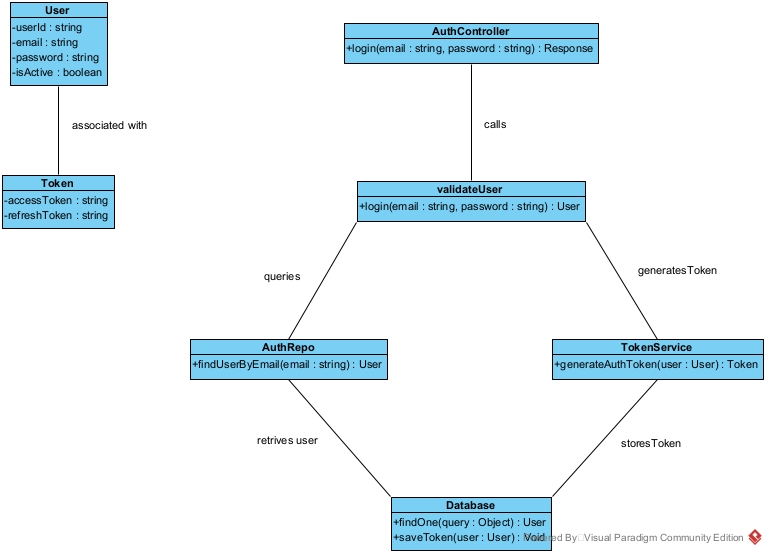 User
-userId : string
-email : string
-password : string
-isActive : boolean
associated with
Token
-accessToken : string
-refreshToken : string
AuthController
+login(email : string, password : string) : Response
calls
validateUser
+login(email : string, password : string) : User
queries
generatesToken
AuthRepo
+findUserByEmail(email : string) : User
TokenService
+generateAuthToken(user : User) : Token
retrives user
storesToken
Database
+findOne(query : Object) : User
+saveToken(user : User) : Void
Powered By Visual Paradigm Community Edition